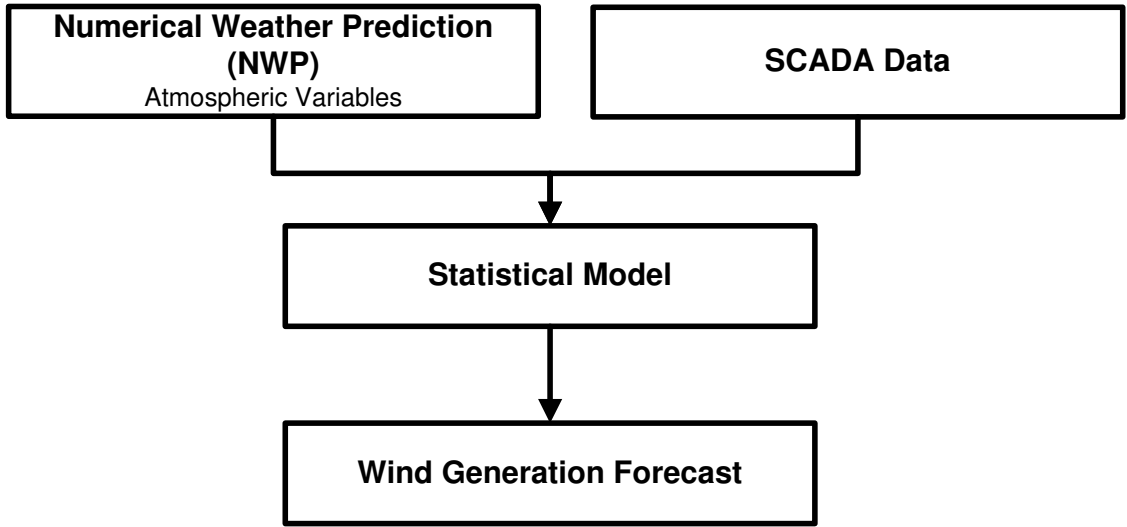 Numerical Weather Prediction
(NWP)
Atmospheric Variables
SCADA Data
Statistical Model
Wind Generation Forecast